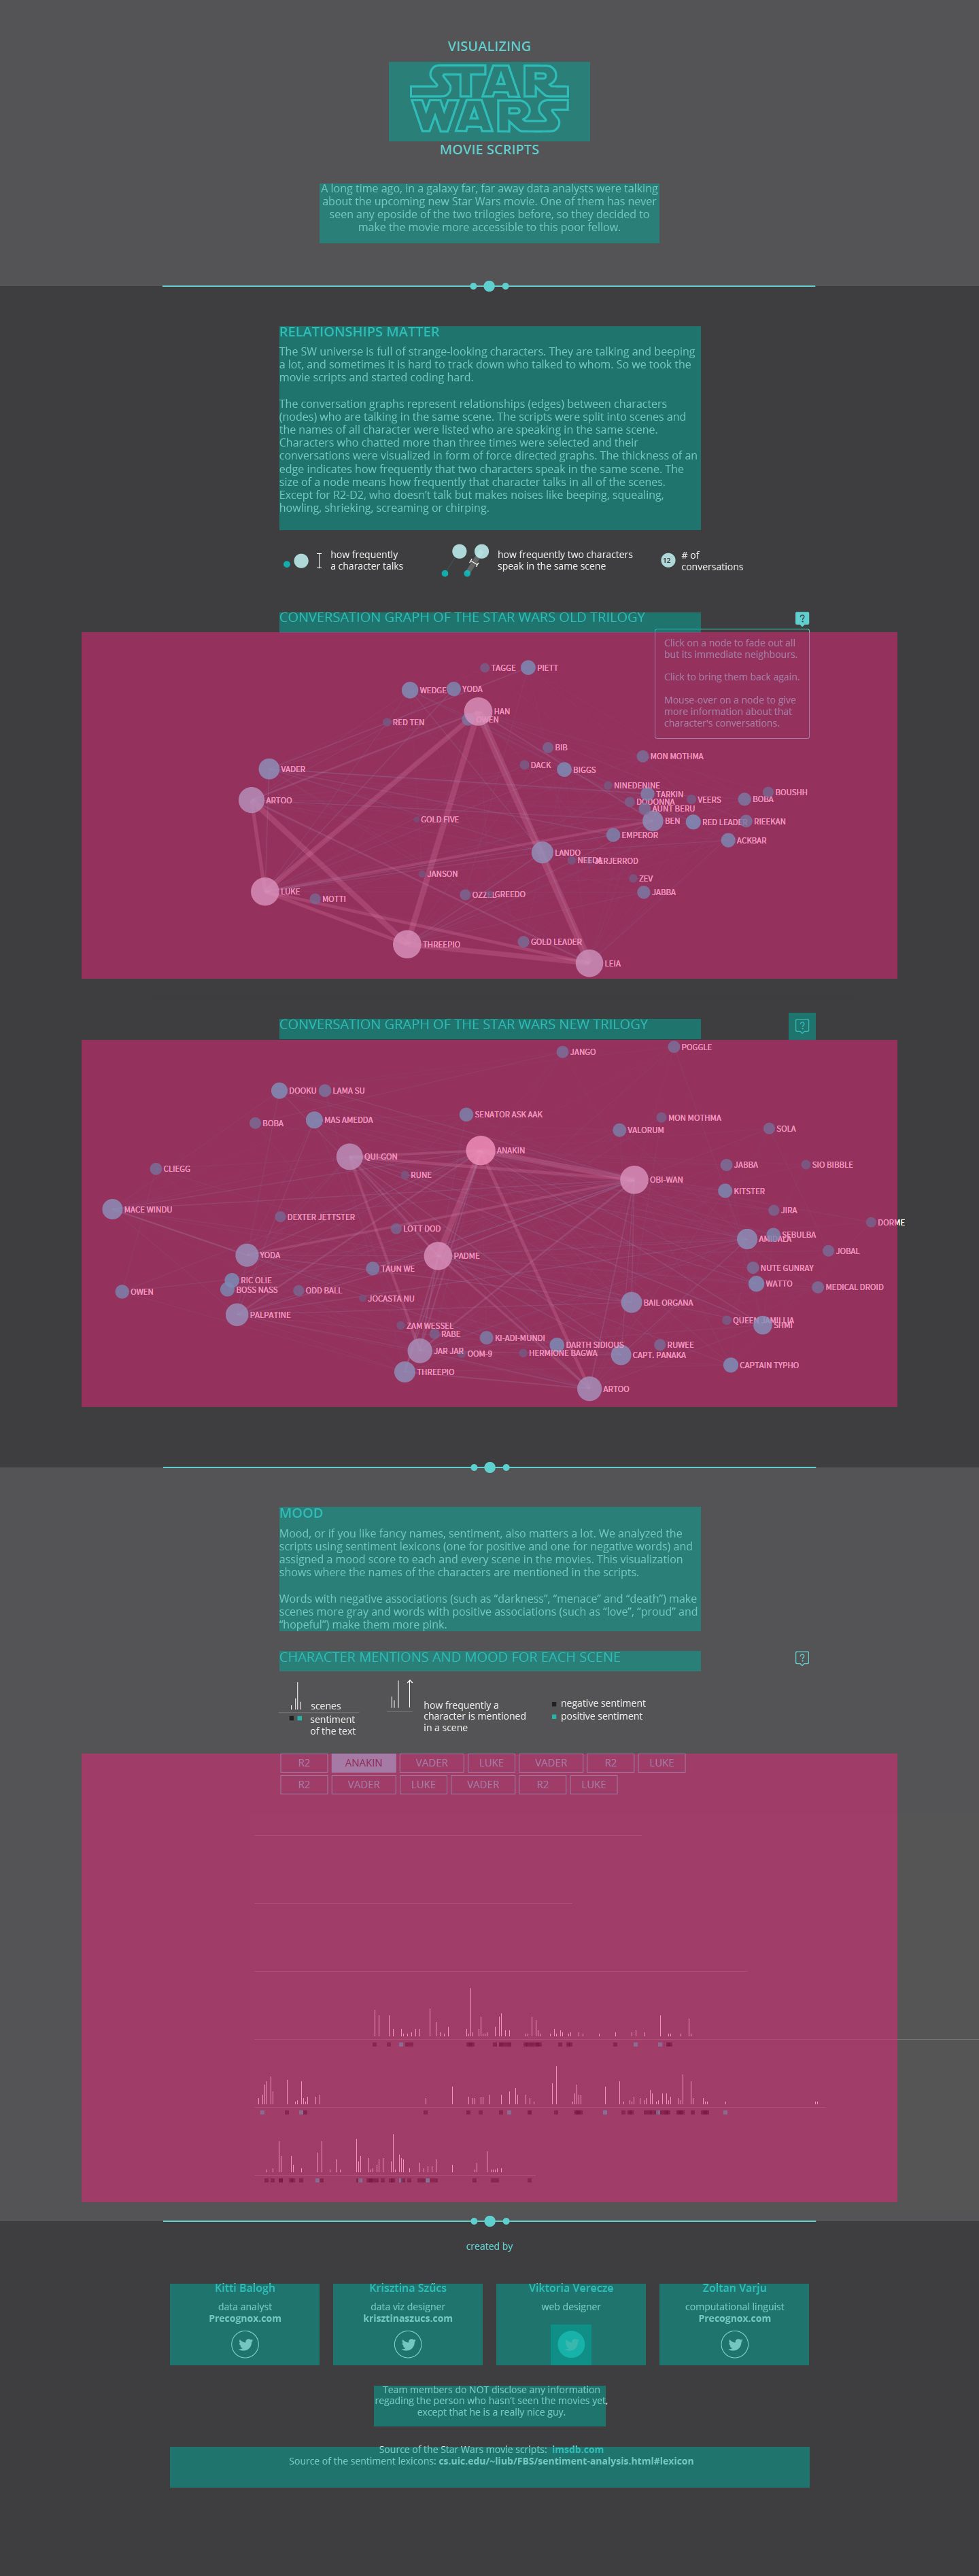 VISUALIZING
STAR
WARS
MOVIE SCRIPTS
A long time ago, in a galaxy far, far away data analysts were talking
about the upcoming new Star Wars movie. One of them has never
seen any eposide of the two trilogies before, so they decided to
make the movie more accessible to this poor fellow.
RELATIONSHIPS MATTER
The SW universe is full of strange-looking characters. They are talking and beeping
a lot, and sometimes it is hard to track down who talked to whom. So we took the
movie scripts and started coding hard.
The conversation graphs represent relationships (edges) between characters
(nodes) who are talking in the same scene. The scripts were split into scenes and
the names of all character were listed who are speaking in the same scene.
Characters who chatted more than three times were selected and their
conversations were visualized in form of force directed graphs. The thickness of an
edge indicates how frequently that two characters speak in the same scene. The
size of a node means how frequently that character talks in all of the scenes.
Except for R2-D2, who doesn't talk but makes noises like beeping, squealing,
howling, shrieking, screaming or chirping.
how frequently
a character talks
how frequently two characters
speak in the same scene
12
# of
conversations
CONVERSATION GRAPH OF THE STAR WARS OLD TRILOGY
?
Click on a node to fade out all
but its immediate neighbours.
Click to bring them back again.
Mouse-over on a node to give
more information about that
character's conversations.
TAGGE
PIETT
WEDGE
YODA
HAN
RED TEN
BIB
MON MOTHMA
VADER
DACK
BIGGS
NINEDENINE
TARKIN
BOUSHH
ARTOO
DODONNA
VEERS
BOBA
AUNT BERU
GOLD FIVE
BEN
RED LEADER
RIEEKAN
EMPEROR
ACKBAR
LANDO
JERJERROD
JANSON
ZEV
LUKE
MOTTI
GREEDO
JABBA
THREEPIO
GOLD LEADER
LEIA
CONVERSATION GRAPH OF THE STAR WARS NEW TRILOGY
?
JANGO
POGGLE
DOOKU
LAMA SU
BOBA
MAS AMEDDA
SENATOR ASK AAK
MON MOTHMA
VALORUM
SOLA
QUI-GON
ANAKIN
CLIEGG
RUNE
OBI-WAN
JABBA
SIO BIBBLE
KITSTER
MACE WINDU
DEXTER JETTSTER
JIRA
LOTT DOD
DORME
AMIDALA
SEBULBA
YODA
PADME
JOBAL
TAUN WE
NUTE GUNRAY
RIC OLIE
WATTO
OWEN
BOSS NASS
ODD BALL
MEDICAL DROID
JOCASTA NU
BAIL ORGANA
PALPATINE
QUEEN JAMILLIA
SHMI
ZAM WESSEL
RABE
KI-ADI-MUNDI
DARTH SIDIOUS
RUWEE
JAR JAR
OOM-9
HERMIONE BAGWA
CAPT. PANAKA
THREEPIO
CAPTAIN TYPHO
ARTOO
MOOD
Mood, or if you like fancy names, sentiment, also matters a lot. We analyzed the
scripts using sentiment lexicons (one for positive and one for negative words) and
assigned a mood score to each and every scene in the movies. This visualization
shows where the names of the characters are mentioned in the scripts.
Words with negative associations (such as “darkness”, “menace” and “death”) make
scenes more gray and words with positive associations (such as “love”, “proud” and
“hopeful”) make them more pink.
CHARACTER MENTIONS AND MOOD FOR EACH SCENE
?
scenes
sentiment
of the text
how frequently a
character is mentioned
in a scene
negative sentiment
positive sentiment
R2 ANAKIN VADER LUKE VADER R2 LUKE
R2 VADER LUKE VADER R2 LUKE
created by
Kitti Balogh
data analyst
Precognox.com
Krisztina Szűcs
data viz designer
krisztinaszucs.com
Viktoria Verecze
web designer
Zoltan Varju
computational linguist
Precognox.com
Team members do NOT disclose any information
regading the person who hasn't seen the movies yet,
except that he is a really nice guy.
Source of the Star Wars movie scripts: Imsdb.com
Source of the sentiment lexicons: cs.uic.edu/~liub/FBS/sentiment-analysis.html#lexicon